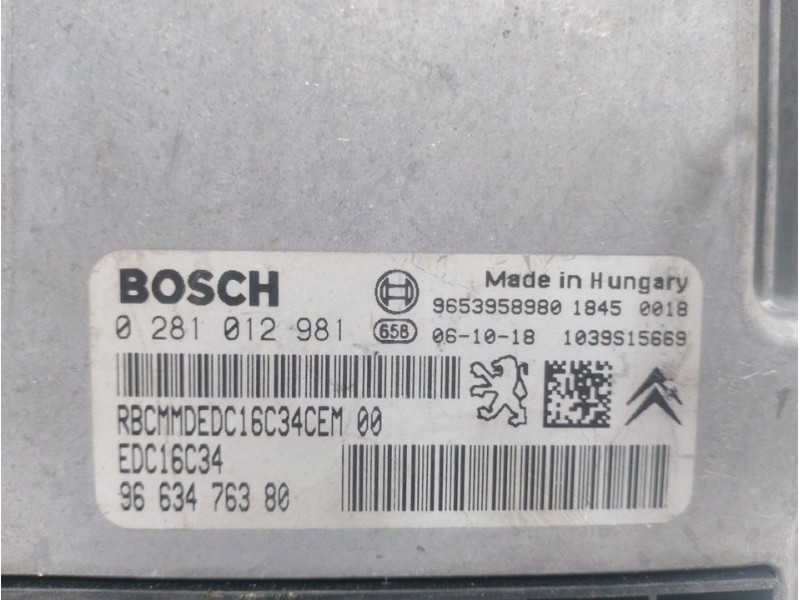 BOSCH
Made in Hungary
9653958980 1845 0018
0 281 012 981
658
06-10-18 1039S15669
RBCMMDEDC16C34CEM 00
EDC16C34
96 634 763 80